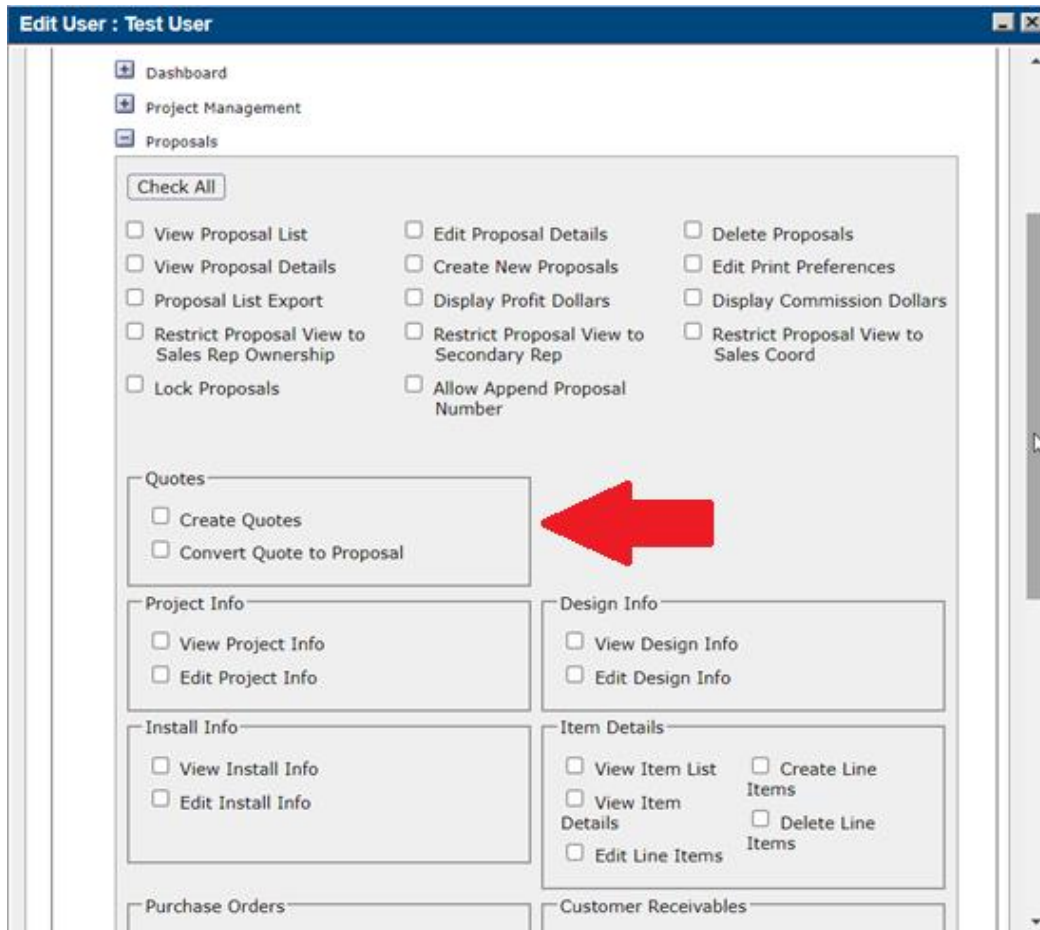 Edit User : Test User
Dashboard
Project Management
Proposals
Check All
View Proposal List
Edit Proposal Details
Delete Proposals
View Proposal Details
Create New Proposals
Edit Print Preferences
Proposal List Export
Display Profit Dollars
Display Commission Dollars
Restrict Proposal View to
Sales Rep Ownership
Restrict Proposal View to
Secondary Rep
Restrict Proposal View to
Sales Coord
Lock Proposals
Allow Append Proposal
Number
Quotes
Create Quotes
Convert Quote to Proposal
Project Info
View Project Info
Edit Project Info
Design Info
View Design Info
Edit Design Info
Install Info
View Install Info
Edit Install Info
Item Details
View Item List
View Item
Details
Edit Line Items
Create Line
Items
Delete Line
Items
Purchase Orders
Customer Receivables